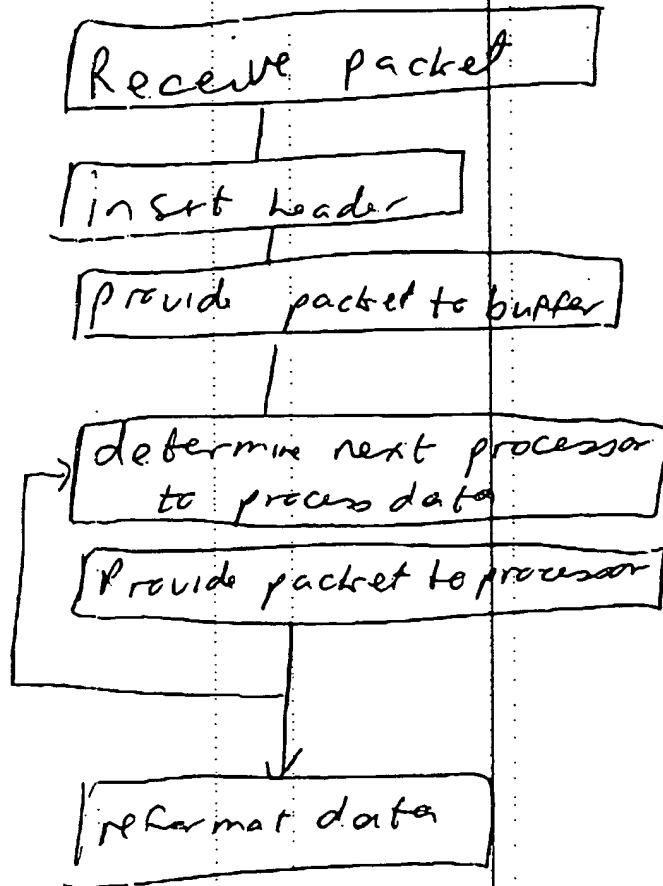 Receive packet
insert header
Provide packet to buffer
determine next processor
to process data
Provide packet to processor
reformat data